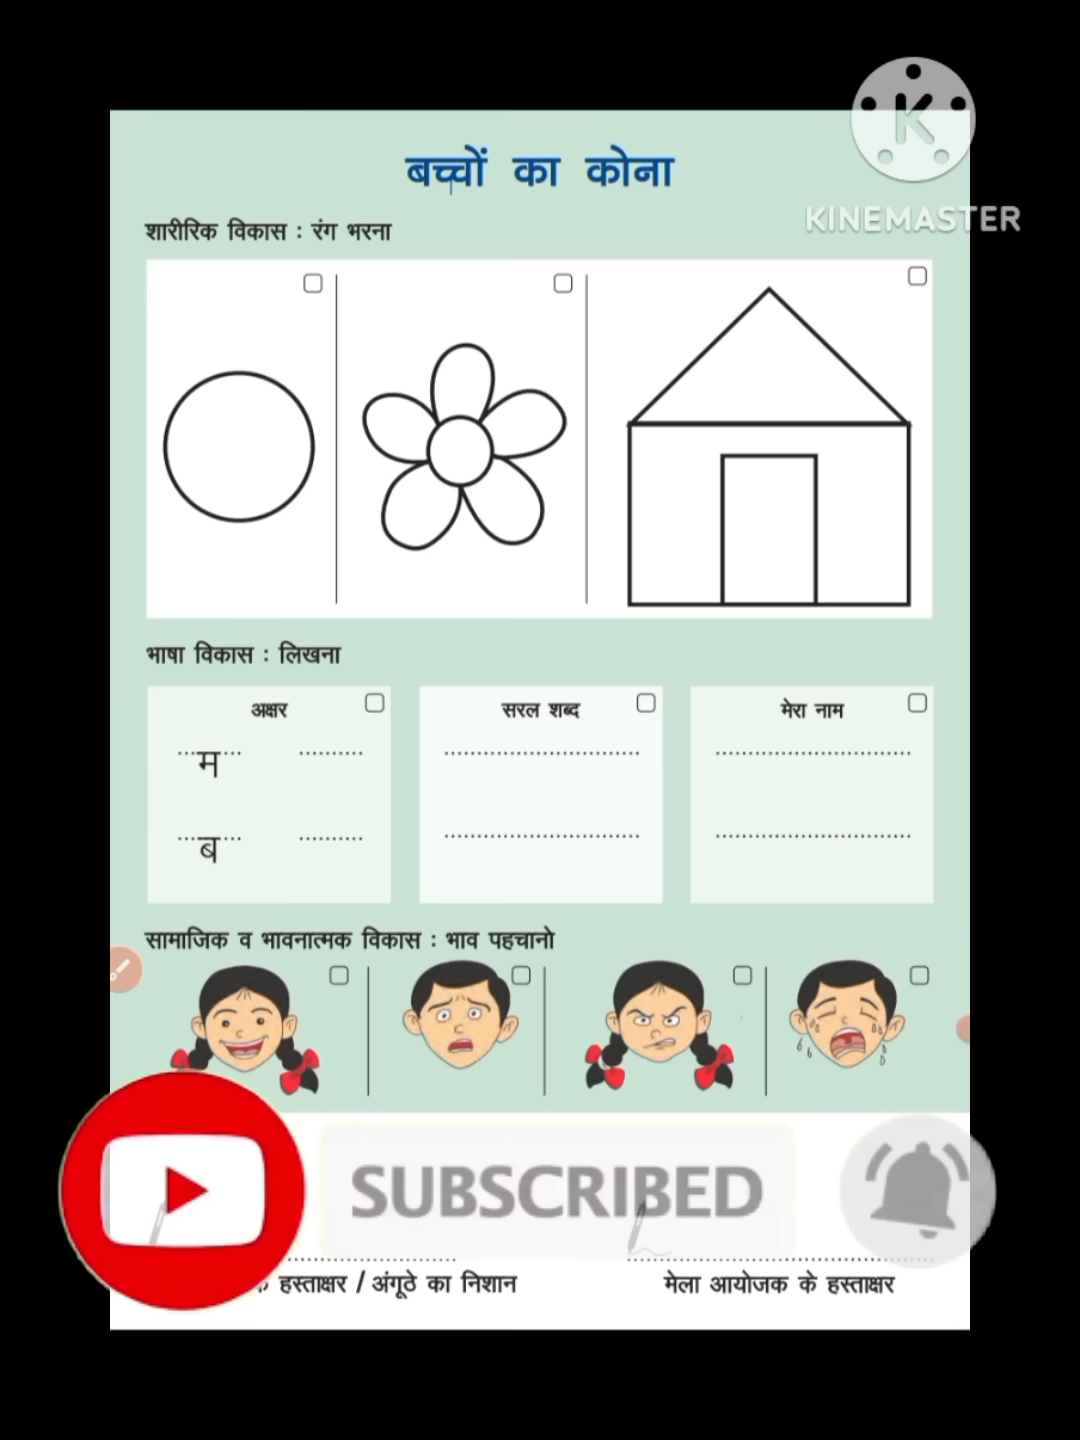 बच्चों का कोना
KINEMASTER
शारीरिक विकास : रंग भरना
भाषा विकास : लिखना
अक्षर
सरल शब्द
मेरा नाम
म
ब
सामाजिक व भावनात्मक विकास : भाव पहचानो
SUBSCRIBED
हस्ताक्षर / अंगूठे का निशान
मेला आयोजक के हस्ताक्षर